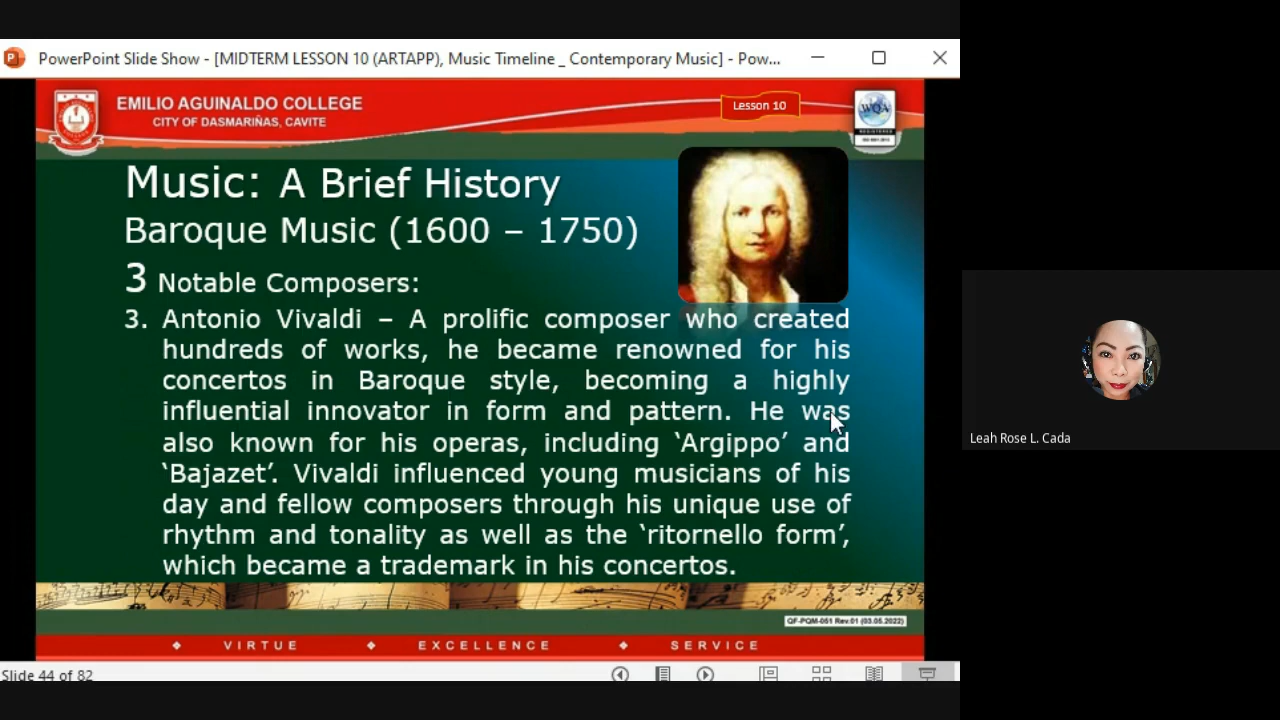 PowerPoint Slide Show - [MIDTERM LESSON 10 (ARTAPP), Music Timeline _ Contemporary Music] - Pow...
EMILIO AGUINALDO COLLEGE
CITY OF DASMARIÑAS, CAVITE
Lesson 10
WQA
Music: A Brief History
Baroque Music (1600 – 1750)
3 Notable Composers:
3. Antonio Vivaldi – A prolific composer who created
hundreds of works, he became renowned for his
concertos in Baroque style, becoming a highly
influential innovator in form and pattern. He was
also known for his operas, including ‘Argippo’ and
‘Bajazet’. Vivaldi influenced young musicians of his
day and fellow composers through his unique use of
rhythm and tonality as well as the ‘ritornello form’,
which became a trademark in his concertos.
QF-PQM-051 Rev.01 (03.05.2022)
VIRTUE EXCELLENCE SERVICE
Slide 44 of 82
Leah Rose L. Cada